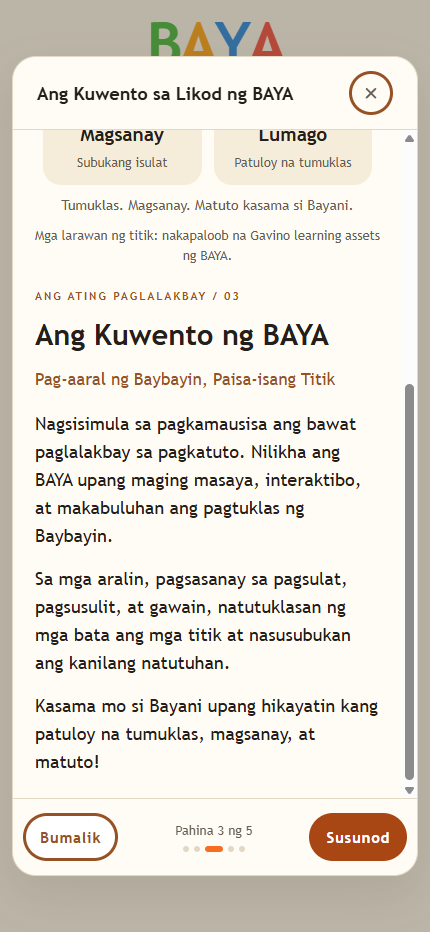 BAYA
Ang Kuwento sa Likod ng BAYA
Magsanay
Lumago
Subukang isulat
Patuloy na tumuklas
Tumuklas. Magsanay. Matuto kasama si Bayani.
Mga larawan ng titik: nakapaloob na Gavino learning assets
ng BAYA.
ANG ATING PAGLALAKBAY / 03
Ang Kuwento ng BAYA
Pag-aaral ng Baybayin, Paisa-isang Titik
Nagsisimula sa pagkamausisa ang bawat
paglalakbay sa pagkatuto. Nilikha ang
BAYA upang maging masaya, interaktibo,
at makabuluhan ang pagtuklas ng
Baybayin.
Sa mga aralin, pagsasanay sa pagsulat,
pagsusulit, at gawain, natutuklasan ng
mga bata ang mga titik at nasusubukan
ang kanilang natutuhan.
Kasama mo si Bayani upang hikayatin kang
patuloy na tumuklas, magsanay, at
matuto!
Bumalik
Pahina 3 ng 5
Susunod